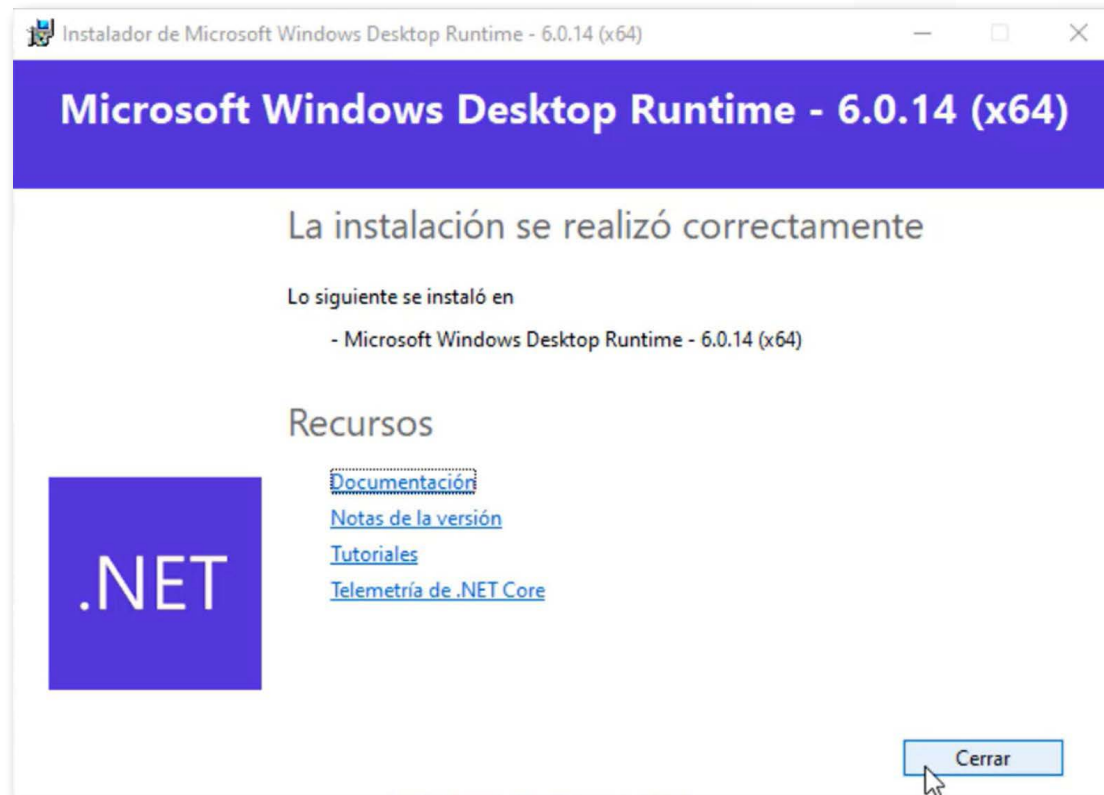 Instalador de Microsoft Windows Desktop Runtime - 6.0.14 (x64)
Microsoft Windows Desktop Runtime - 6.0.14 (x64)
La instalación se realizó correctamente
Lo siguiente se instaló en
- Microsoft Windows Desktop Runtime - 6.0.14 (x64)
Recursos
Documentación
Notas de la versión
Tutoriales
Telemetría de .NET Core
.NET
Cerrar